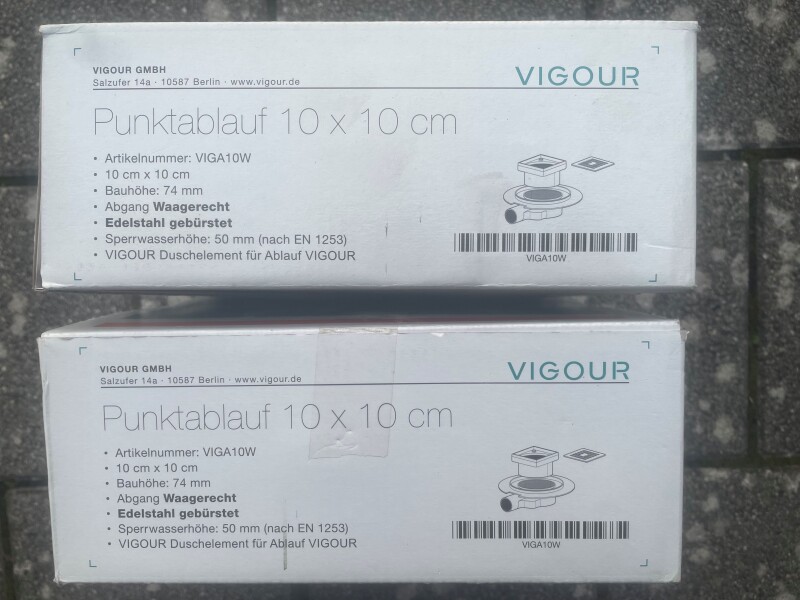 VIGOUR GMBH
Salzufer 14a · 10587 Berlin · www.vigour.de
VIGOUR
Punktablauf 10 x 10 cm
• Artikelnummer: VIGA10W
• 10 cm x 10 cm
• Bauhöhe: 74 mm
• Abgang Waagerecht
• Edelstahl gebürstet
• Sperrwasserhöhe: 50 mm (nach EN 1253)
• VIGOUR Duschelement für Ablauf VIGOUR
VIGA10W
VIGOUR GMBH
Salzufer 14a · 10587 Berlin · www.vigour.de
VIGOUR
Punktablauf 10 x 10 cm
• Artikelnummer: VIGA10W
• 10 cm x 10 cm
• Bauhöhe: 74 mm
• Abgang Waagerecht
• Edelstahl gebürstet
• Sperrwasserhöhe: 50 mm (nach EN 1253)
• VIGOUR Duschelement für Ablauf VIGOUR
VIGA10W